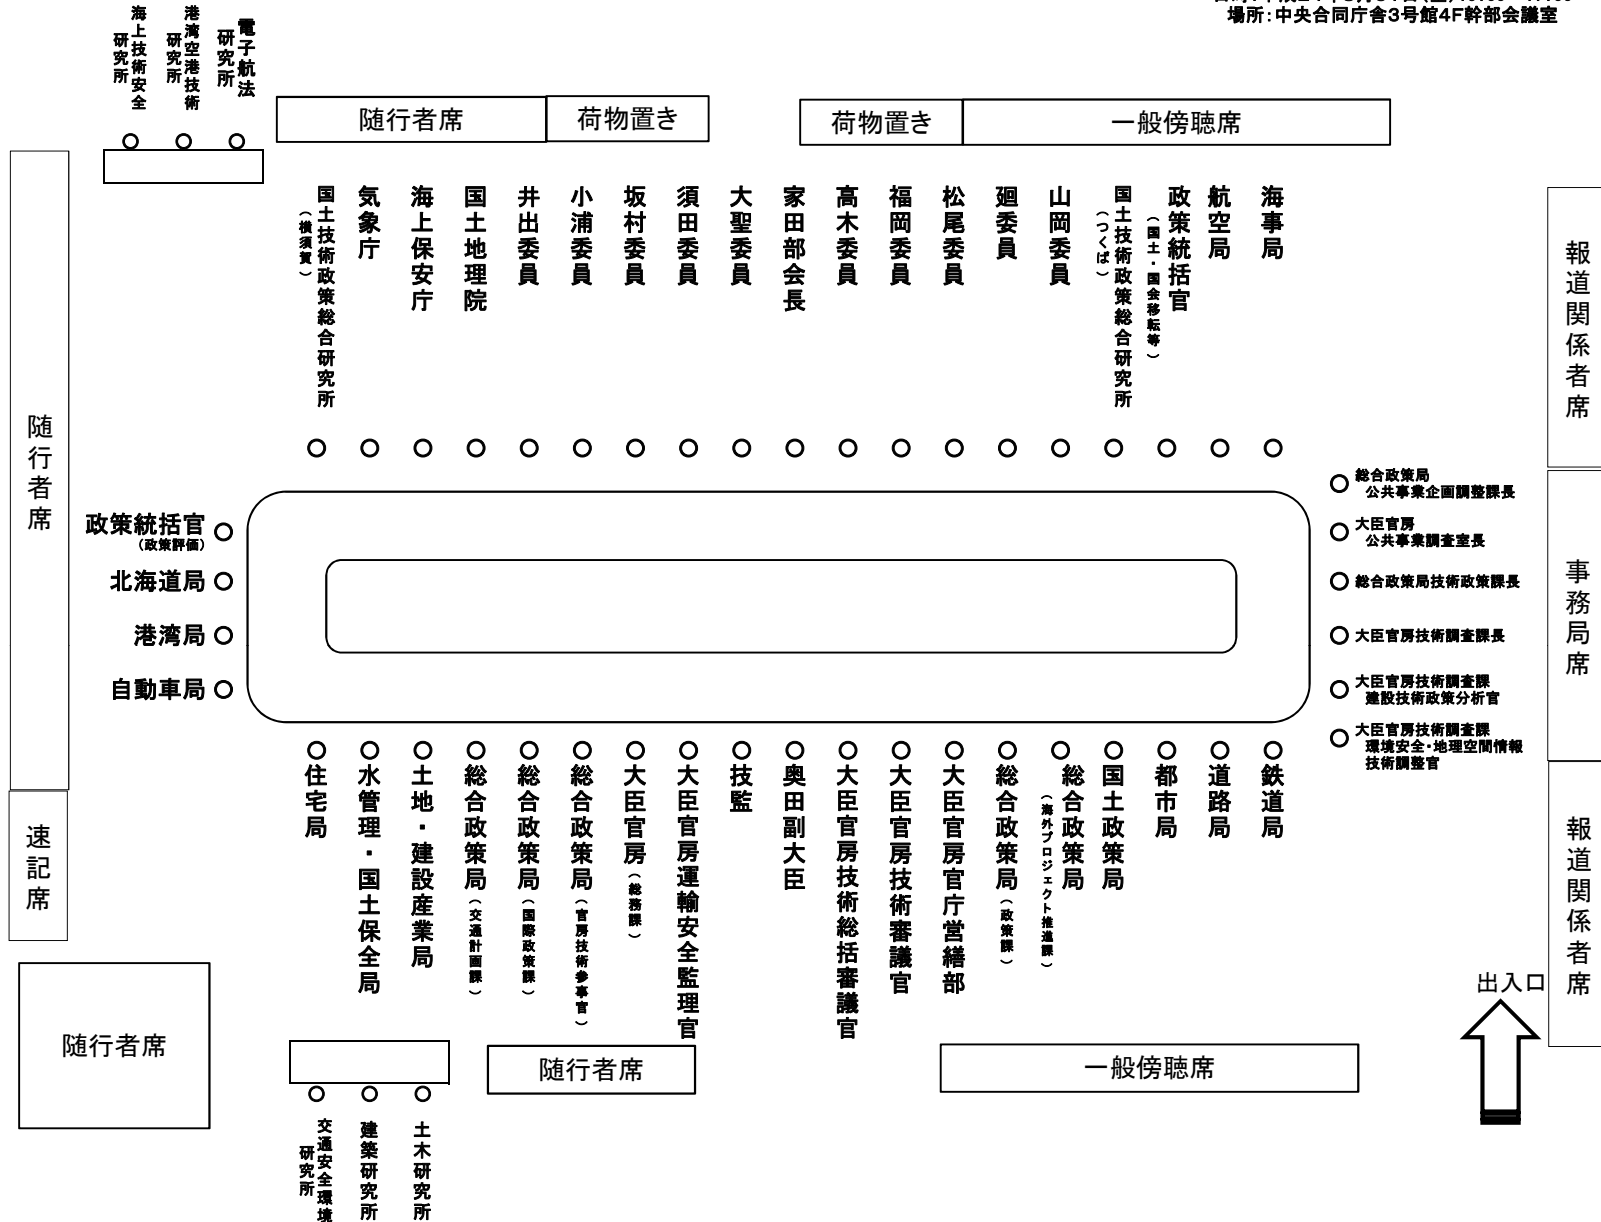 場所:中央合同庁舎3号館4F幹部会議室
海上技術安全
研究所
港湾空港技術
研究所
電子航法
研究所
随行者席
荷物置き
荷物置き
一般傍聴席
国土技術政策総合研究所
(横須賀)
気象庁
海上保安庁
国土地理院
井出委員
小浦委員
坂村委員
須田委員
大聖委員
家田部会長
高木委員
福岡委員
松尾委員
廻委員
山岡委員
国土技術政策総合研究所
(つくば)
政策統括官
(国土・国会移転等)
航空局
海事局
報道関係者席
随行者席
政策統括官
(政策評価)
北海道局
港湾局
自動車局
総合政策局
公共事業企画調整課長
大臣官房
公共事業調査室長
総合政策局技術政策課長
大臣官房技術調査課長
大臣官房技術調査課
建設技術政策分析官
大臣官房技術調査課
環境安全・地理空間情報
技術調整官
事務局席
住宅局
水管理・国土保全局
土地・建設産業局
総合政策局(交通計画課)
総合政策局(国際政策課)
総合政策局(官房技術参事官)
大臣官房(総務課)
大臣官房運輸安全監理官
技監
奥田副大臣
大臣官房技術総括審議官
大臣官房技術審議官
大臣官房官庁営繕部
総合政策局(政策課)
総合政策局
(海外プロジェクト推進課)
国土政策局
都市局
道路局
鉄道局
速記席
報道関係者席
出入口
随行者席
随行者席
一般傍聴席
交通安全環境
研究所
建築研究所
土木研究所